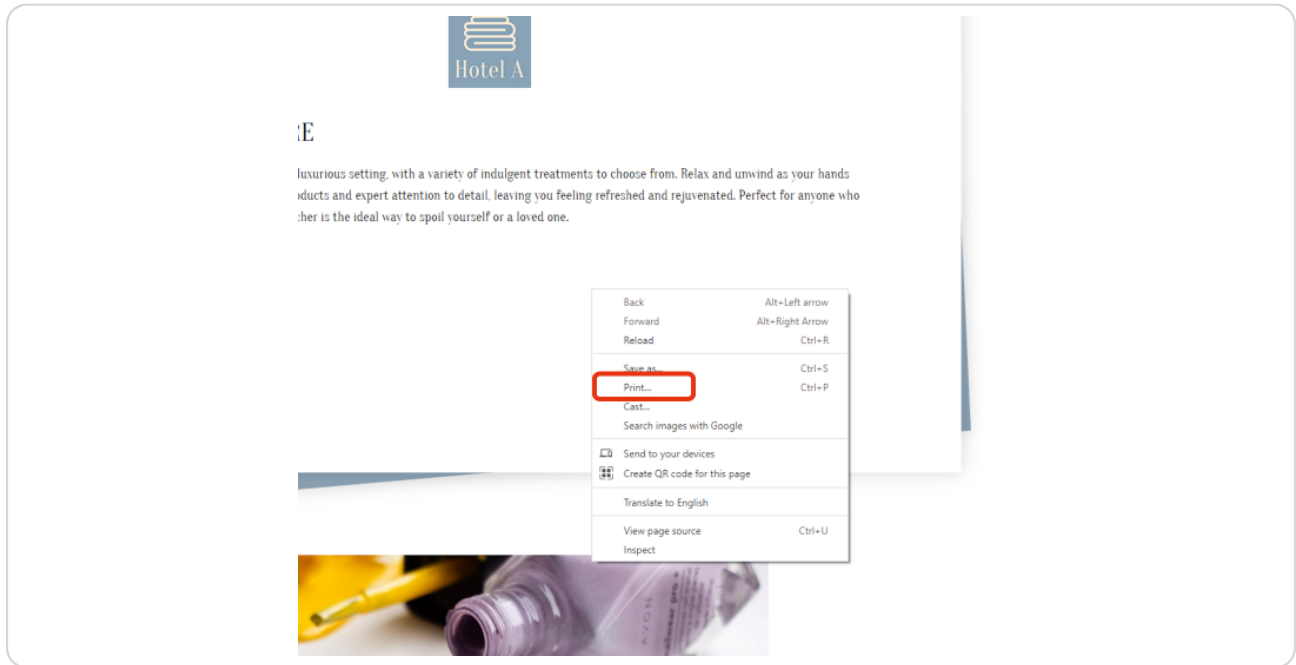 Hotel A
E
luxurious setting, with a variety of indulgent treatments to choose from. Relax and unwind as your hands
ducts and expert attention to detail, leaving you feeling refreshed and rejuvenated. Perfect for anyone who
her is the ideal way to spoil yourself or a loved one.
Back Alt+Left arrow
Forward Alt+Right Arrow
Reload Ctrl+R
Save as... Ctrl+S
Print... Ctrl+P
Cast...
Search images with Google
Send to your devices
Create QR code for this page
Translate to English
View page source Ctrl+U
Inspect
AVON